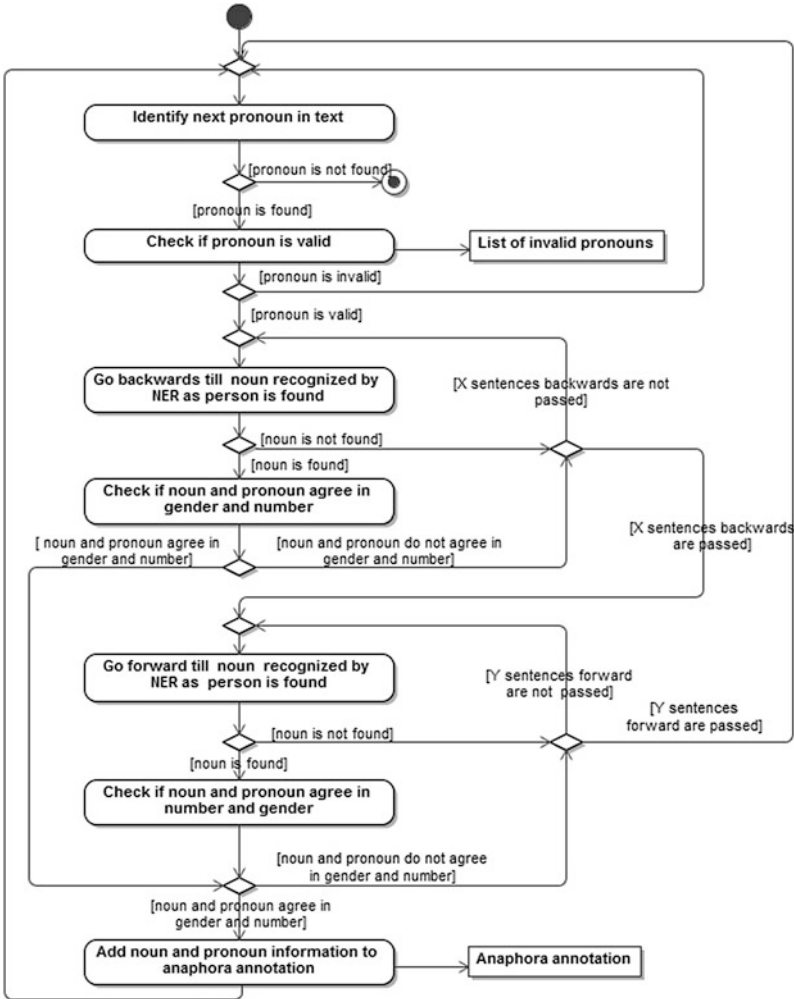 Identify next pronoun in text
[pronoun is not found]
[pronoun is found]
Check if pronoun is valid
List of invalid pronouns
[pronoun is invalid]
[pronoun is valid]
Go backwards till noun recognized by
NER as person is found
[X sentences backwards are not
passed]
[noun is not found]
[noun is found]
Check if noun and pronoun agree in
gender and number
[X sentences backwards
are passed]
[ noun and pronoun agree in
gender and number]
[noun and pronoun do not agree in
gender and number]
Go forward till noun recognized by
NER as person is found
[Y sentences forward
are not passed]
[Y sentences
forward are passed]
[noun is not found]
[noun is found]
Check if noun and pronoun agree in
number and gender
[noun and pronoun do not agree
in gender and number]
[noun and pronoun agree in
gender and number]
Add noun and pronoun information to
anaphora annotation
Anaphora annotation